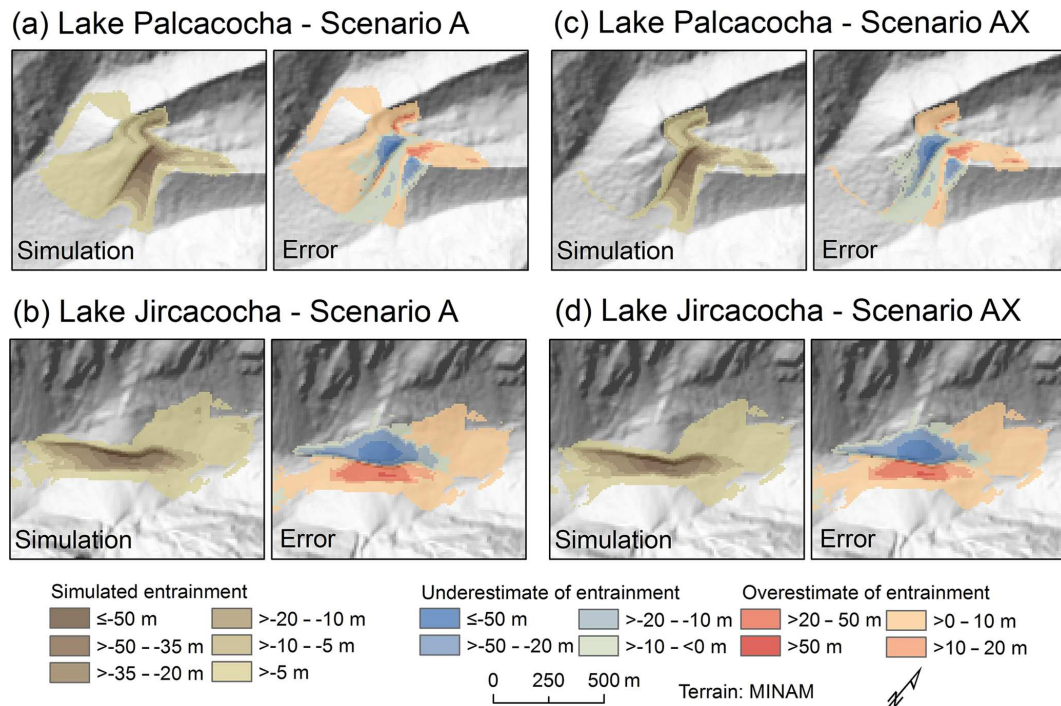 (a) Lake Palcacocha - Scenario A
(c) Lake Palcacocha - Scenario AX
Simulation
Error
Simulation
Error
(b) Lake Jircacocha - Scenario A
(d) Lake Jircacocha - Scenario AX
Simulation
Error
Simulation
Error
Simulated entrainment
≤-50 m
>-50 – -35 m
>-35 – -20 m
>-20 – -10 m
>-10 – -5 m
>-5 m
Underestimate of entrainment
≤-50 m
>-50 – -20 m
>-20 – -10 m
>-10 – <0 m
Overestimate of entrainment
>20 – 50 m
>50 m
>0 – 10 m
>10 – 20 m
0 250 500 m
Terrain: MINAM
N